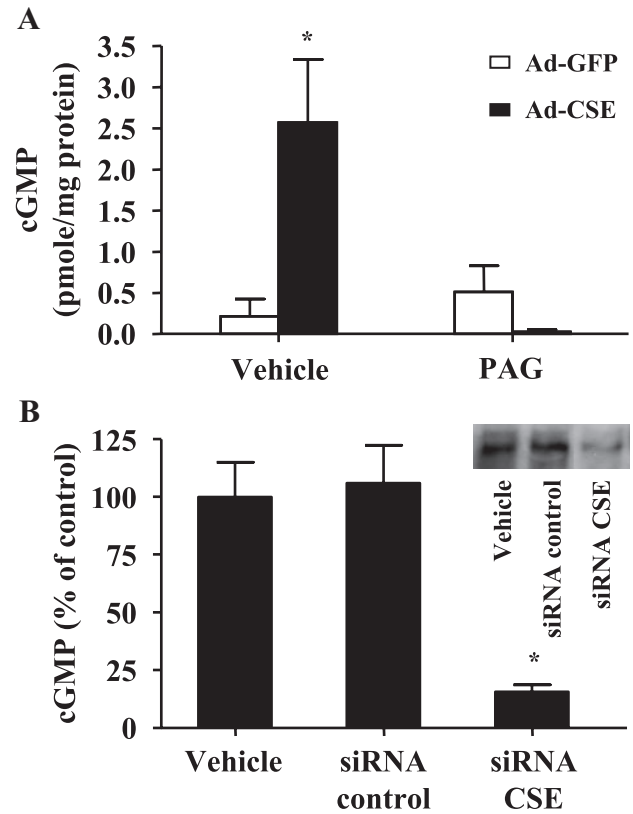 A
*
3.5
3.0
2.5
2.0
1.5
1.0
0.5
0.0
cGMP
(pmole/mg protein)
Ad-GFP
Ad-CSE
Vehicle
PAG
B
125
100
75
50
25
0
cGMP (% of control)
Vehicle
siRNA control
siRNA CSE
*
Vehicle
siRNA
control
siRNA
CSE